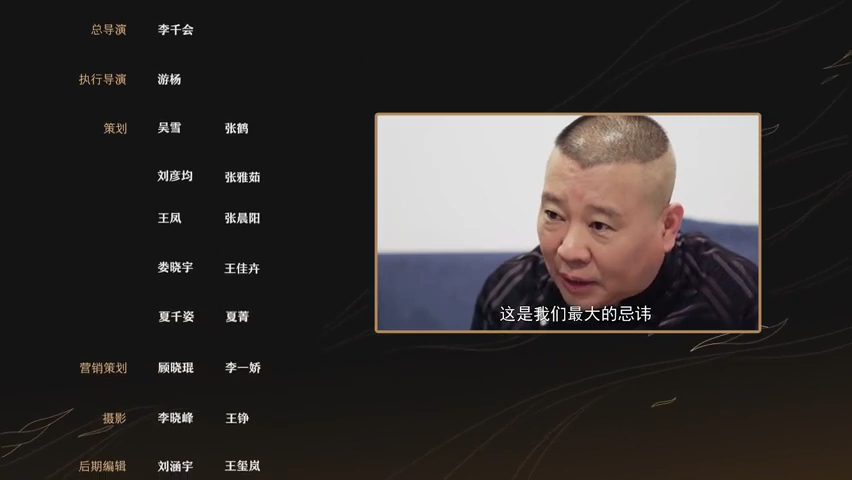 总导演 李千会
执行导演 游杨
策划 吴雪 张鹤
刘彦均 张雅茹
王凤 张晨阳
娄晓宇 王佳卉
夏千姿 夏菁
这是我们最大的忌讳
营销策划 顾晓琨 李一娇
摄影 李晓峰 王铮
后期编辑 刘涵宇 王玺岚